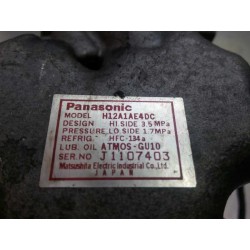 Panasonic
MODEL H12A1AE4DC
DESIGN HI SIDE 3.5MPa
PRESSURE, LO SIDE 1.7MPa
REFRIG. HFC-134a
LUB. OIL ATMOS-GU10
SER.NO J1107403
Matsushita Electric Industrial Co., Ltd.
JAPAN